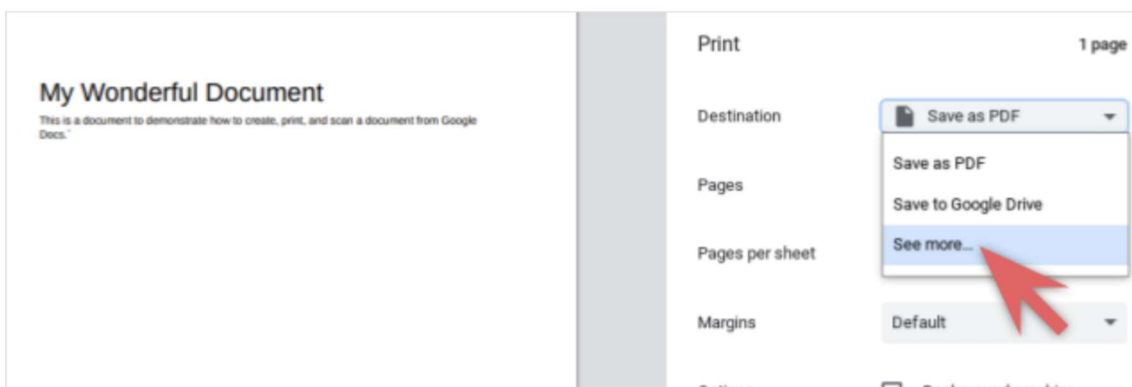 My Wonderful Document
This is a document to demonstrate how to create, print, and scan a document from Google
Docs.`
Print
1 page
Destination
Save as PDF
Save as PDF
Save to Google Drive
See more...
Pages
Pages per sheet
Margins
Default